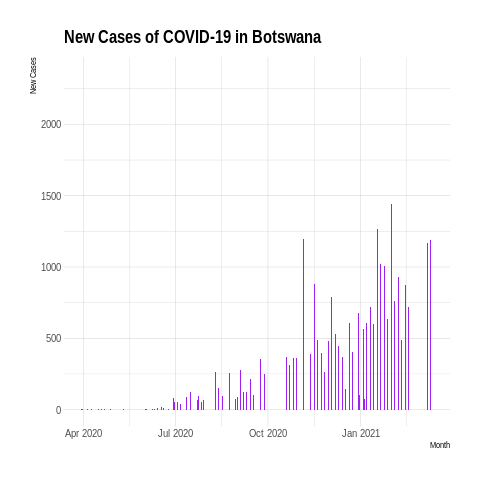 New Cases of COVID-19 in Botswana
New Cases
2000
1500
1000
500
0
Apr 2020 Jul 2020 Oct 2020 Jan 2021
Month